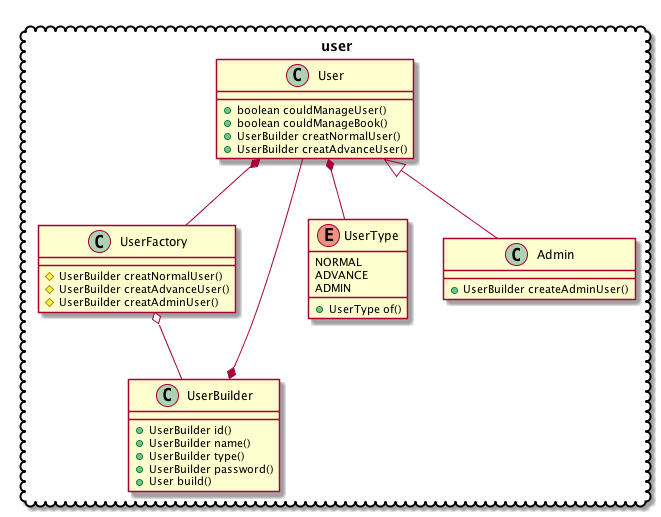 user
C User
boolean couldManageUser()
boolean couldManageBook()
UserBuilder creatNormalUser()
UserBuilder creatAdvanceUser()
C UserFactory
UserBuilder creatNormalUser()
UserBuilder creatAdvanceUser()
UserBuilder creatAdminUser()
E UserType
NORMAL
ADVANCE
ADMIN
UserType of()
C Admin
UserBuilder createAdminUser()
C UserBuilder
UserBuilder id()
UserBuilder name()
UserBuilder type()
UserBuilder password()
User build()